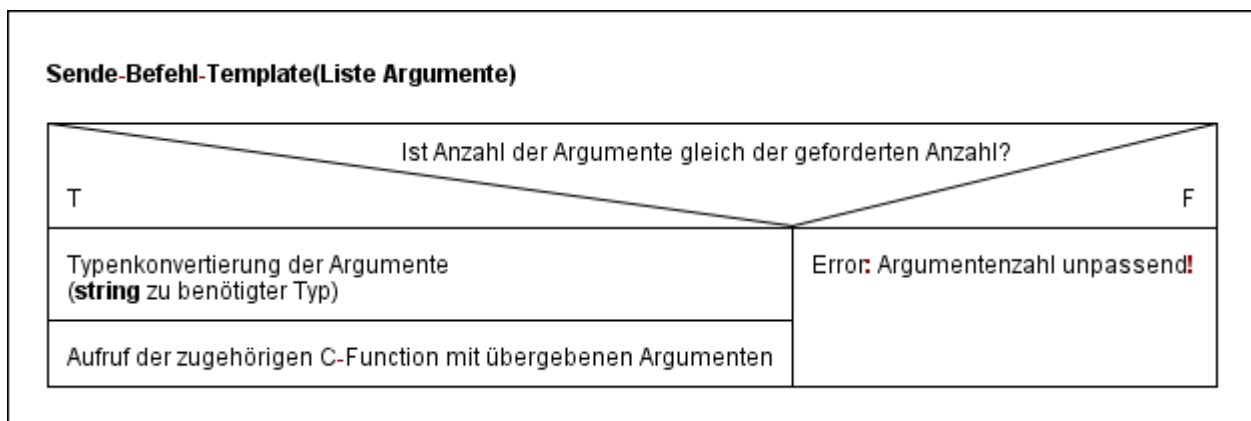 Sende-Befehl-Template(Liste Argumente)
Ist Anzahl der Argumente gleich der geforderten Anzahl?
T
F
Typenkonvertierung der Argumente
(string zu benötigter Typ)
Error: Argumentenzahl unpassend!
Aufruf der zugehörigen C-Function mit übergebenen Argumenten